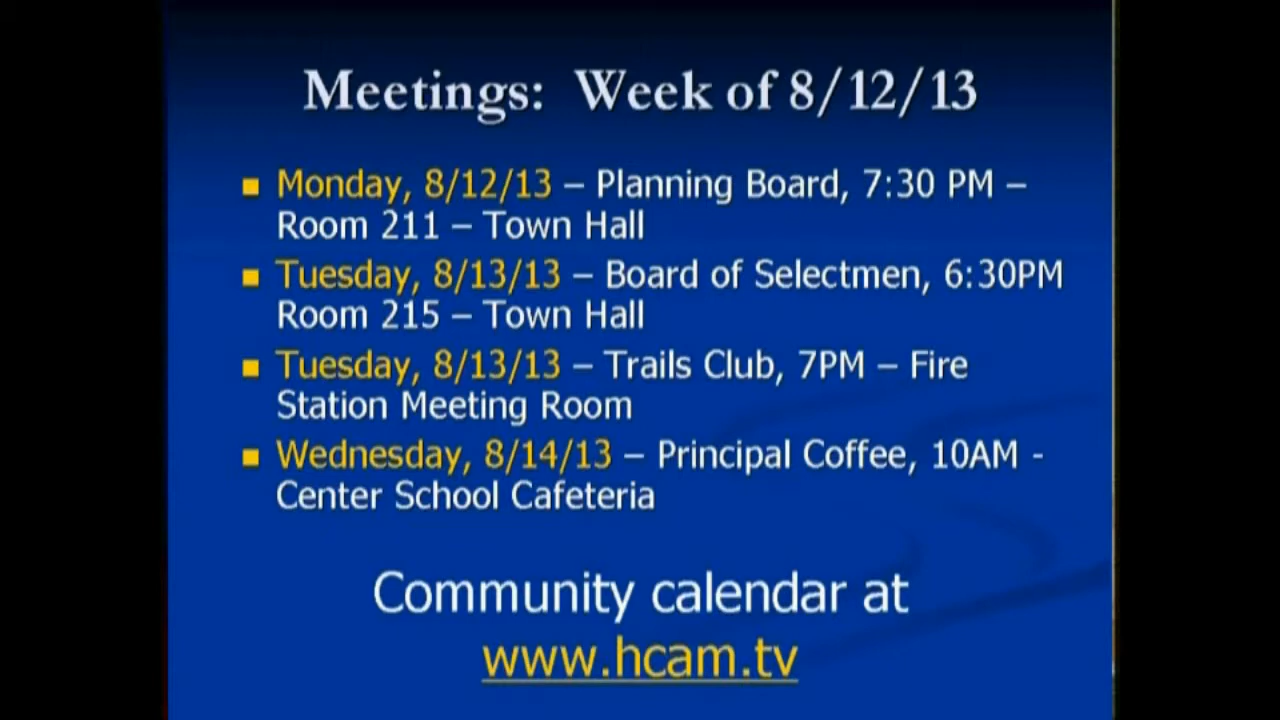 Meetings:  Week of 8/12/13
Monday, 8/12/13 – Planning Board, 7:30 PM –
Room 211 – Town Hall
Tuesday, 8/13/13 – Board of Selectmen, 6:30PM
Room 215 – Town Hall
Tuesday, 8/13/13 – Trails Club, 7PM – Fire
Station Meeting Room
Wednesday, 8/14/13 – Principal Coffee, 10AM -
Center School Cafeteria
Community calendar at
www.hcam.tv